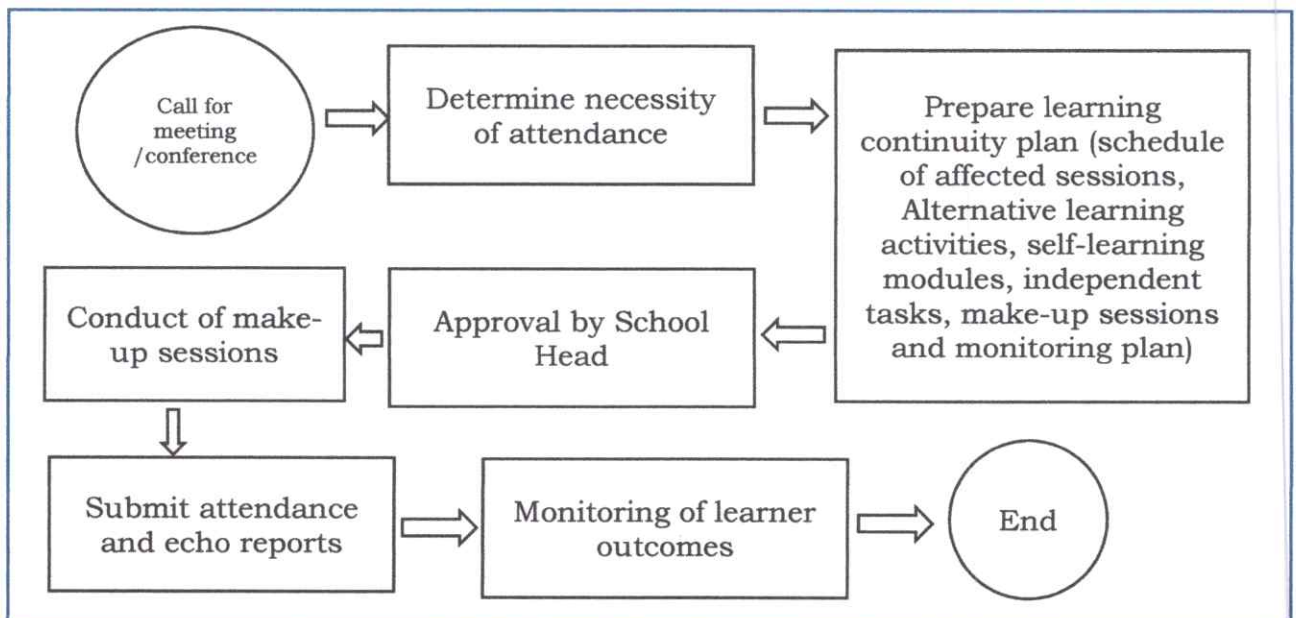 Call for
meeting
/conference
Determine necessity
of attendance
Prepare learning
continuity plan (schedule
of affected sessions,
Alternative learning
activities, self-learning
modules, independent
tasks, make-up sessions
and monitoring plan)
Approval by School
Head
Conduct of make-
up sessions
Submit attendance
and echo reports
Monitoring of learner
outcomes
End